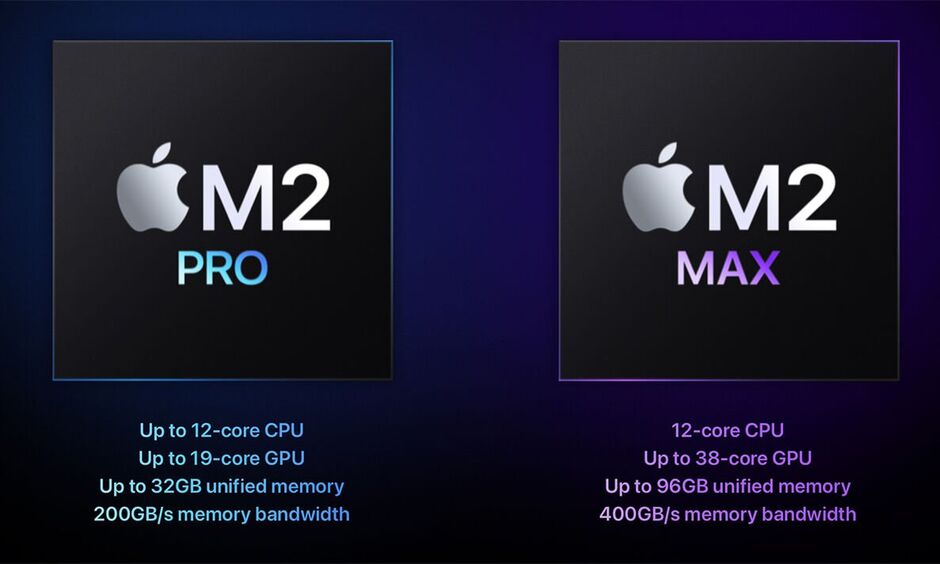 M2
PRO
Up to 12-core CPU
Up to 19-core GPU
Up to 32GB unified memory
200GB/s memory bandwidth
M2
MAX
12-core CPU
Up to 38-core GPU
Up to 96GB unified memory
400GB/s memory bandwidth